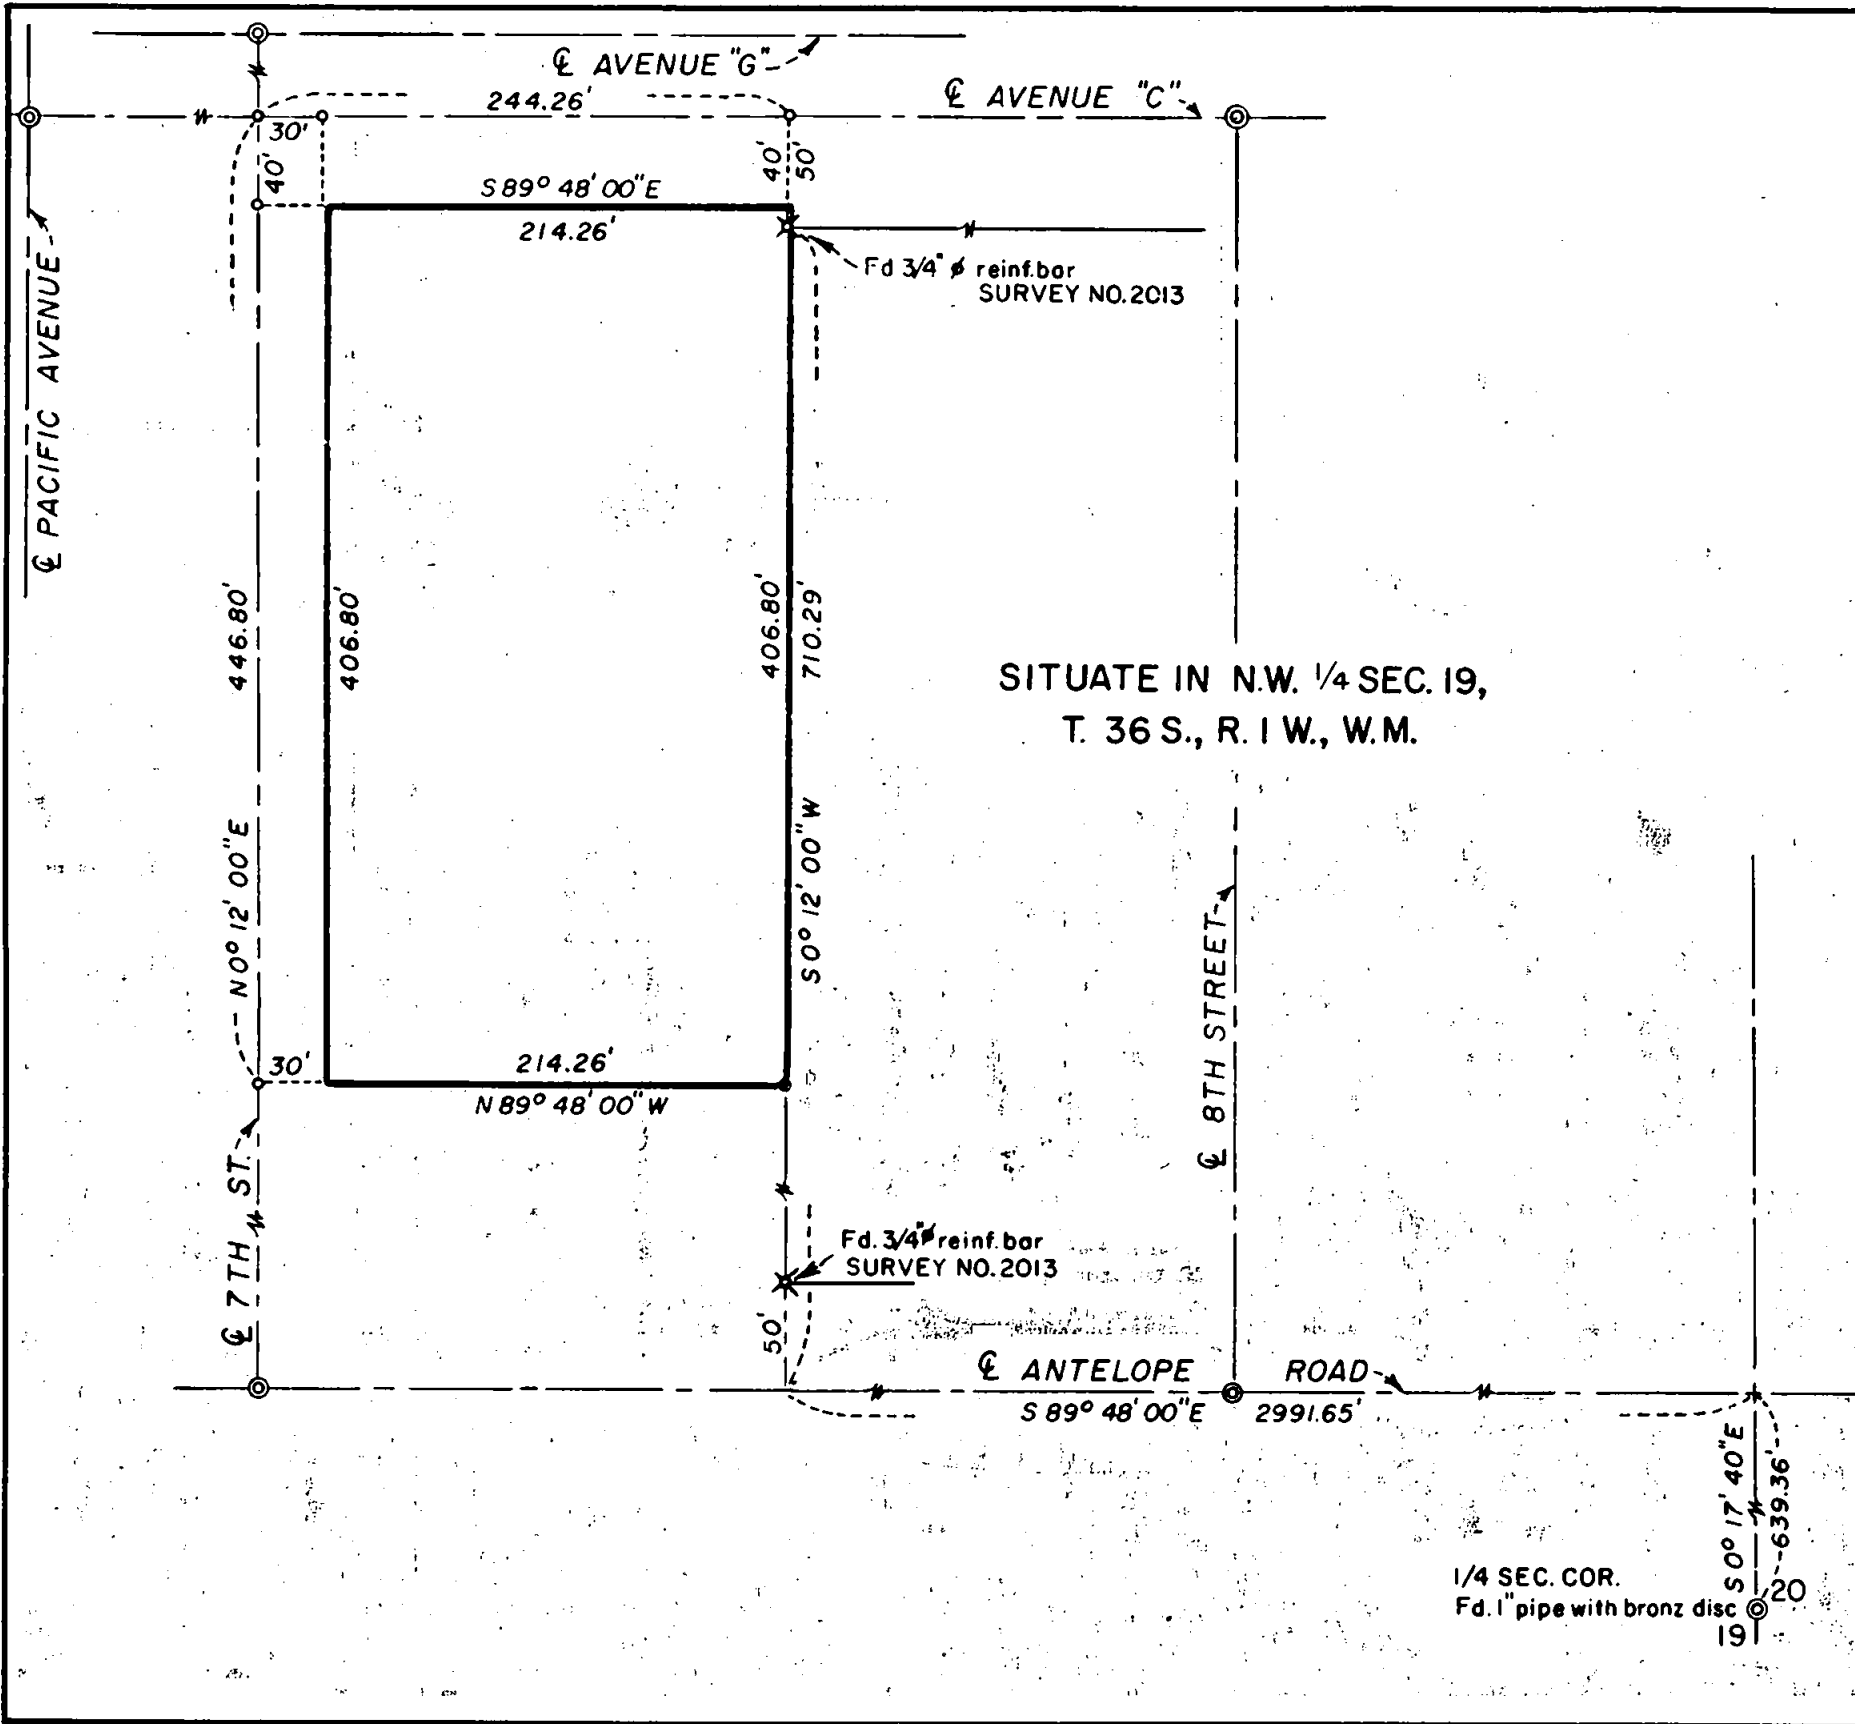 ℄ AVENUE "G"
244.26'
℄ AVENUE "C"
30'
40'
40'
50'
S 89° 48' 00" E
214.26'
Fd 3/4" ϕ reinf. bar
SURVEY NO. 2013
℄ PACIFIC AVENUE
446.80'
406.80'
406.80'
710.29'
SITUATE IN N.W. 1/4 SEC. 19,
T. 36 S., R. 1 W., W.M.
N 0° 12' 00" E
S 0° 12' 00" W
℄ 8TH STREET
30'
214.26'
N 89° 48' 00" W
℄ 7TH ST.
Fd. 3/4" ϕ reinf. bar
SURVEY NO. 2013
50'
℄ ANTELOPE ROAD
S 89° 48' 00" E 2991.65'
S 0° 17' 40" E
639.36'
1/4 SEC. COR.
Fd. 1" pipe with bronz disc
20
19